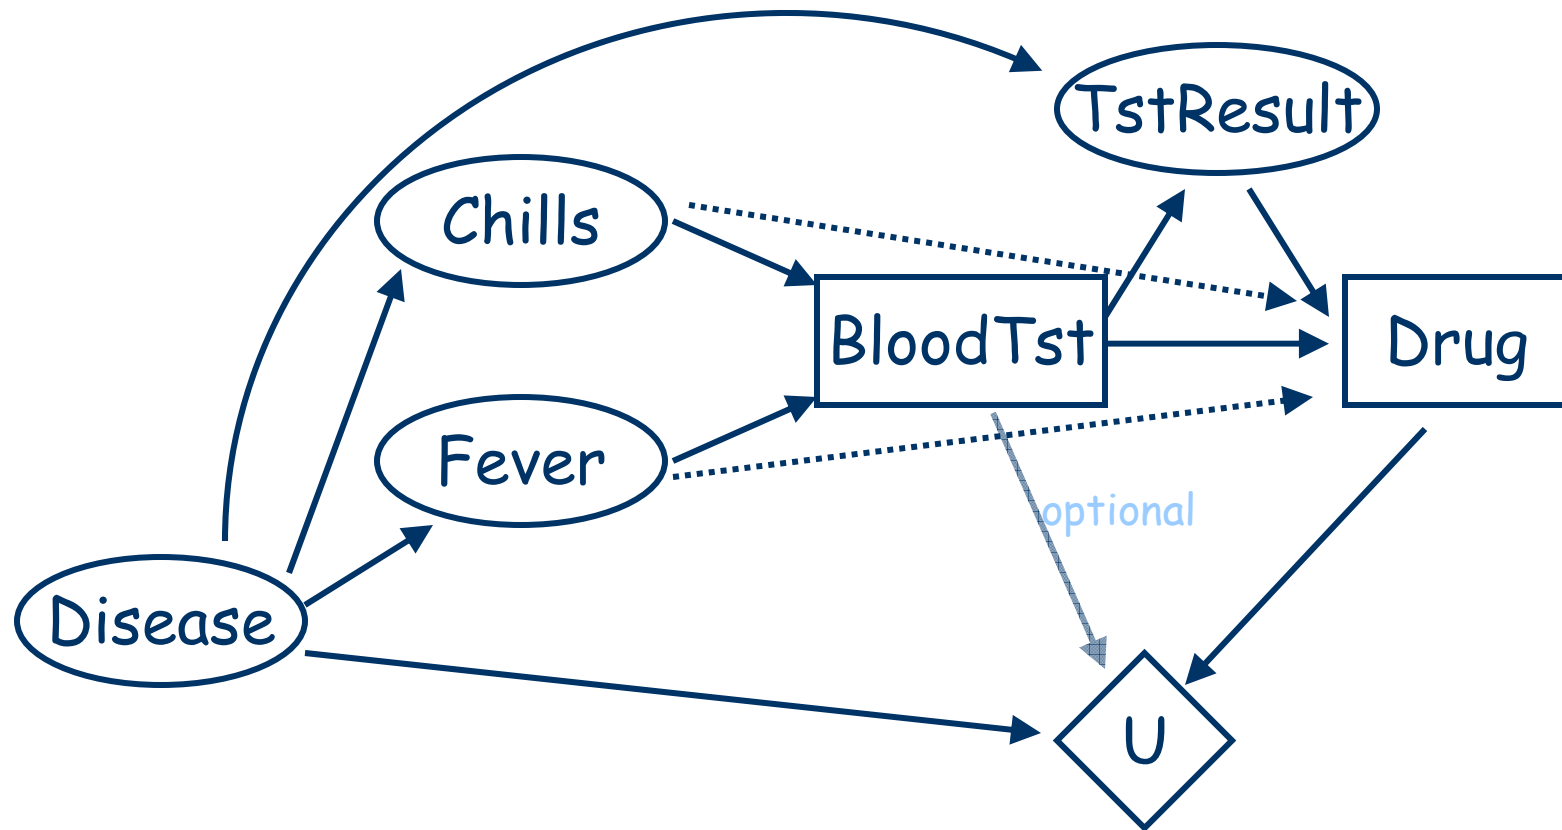 TstResult
Chills
BloodTst
Drug
Fever
optional
Disease
U